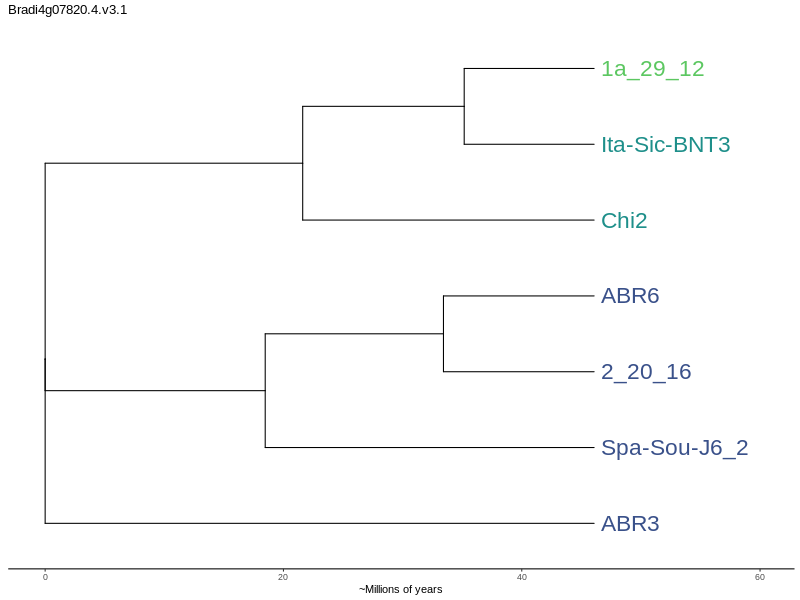 Bradi4g07820.4.v3.1
1a_29_12
Ita-Sic-BNT3
Chi2
ABR6
2_20_16
Spa-Sou-J6_2
ABR3
0 20 40 60
~Millions of years